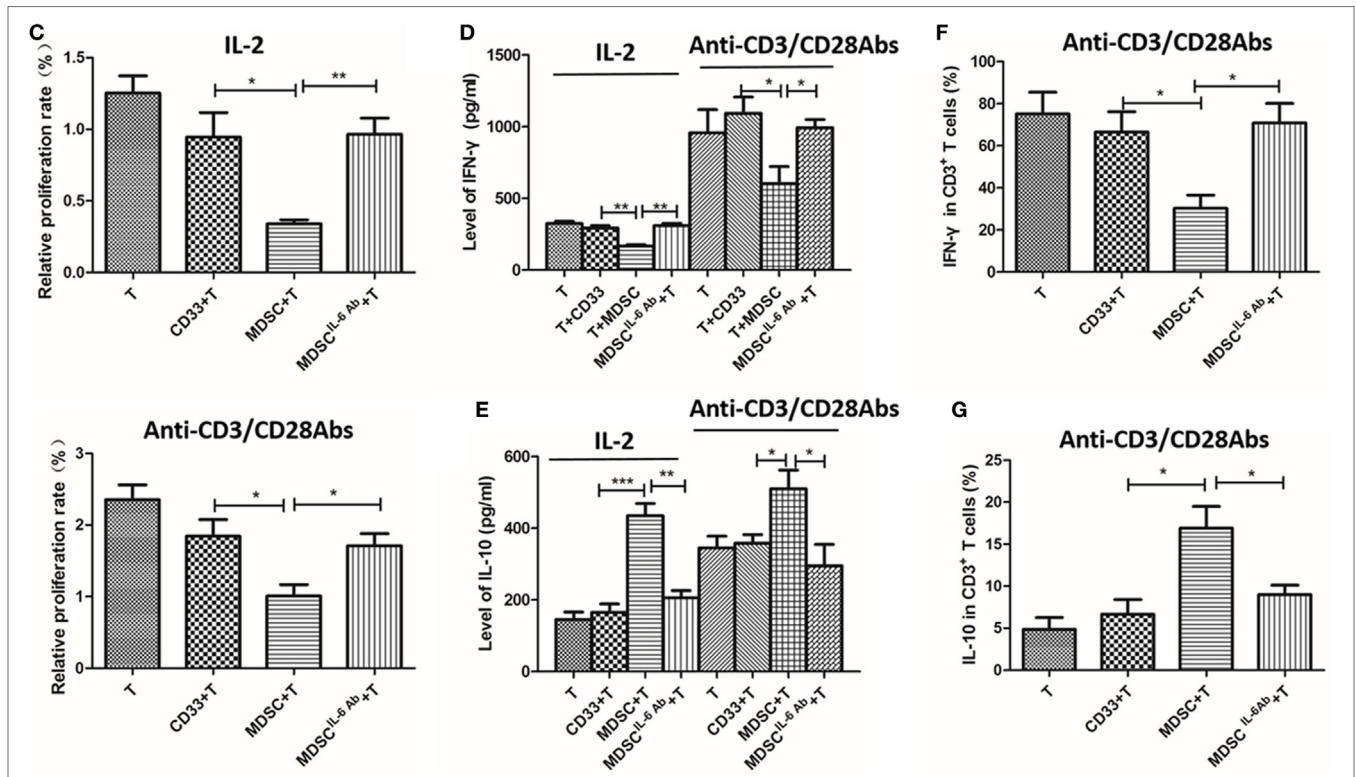 C
IL-2
Relative proliferation rate (%)
1.5
1.0
0.5
0.0
*
**
T
CD33+T
MDSC+T
MDSC^IL-6 Ab+T
Anti-CD3/CD28Abs
Relative proliferation rate (%)
3
2
1
0
*
*
T
CD33+T
MDSC+T
MDSC^IL-6 Ab+T
D
IL-2
Anti-CD3/CD28Abs
Level of IFN-γ (pg/ml)
1500
1000
500
0
**
**
*
*
T
T+CD33
T+MDSC
MDSC^IL-6 Ab+T
T
T+CD33
T+MDSC
MDSC^IL-6 Ab+T
E
IL-2
Anti-CD3/CD28Abs
Level of IL-10 (pg/ml)
600
400
200
0
***
**
*
*
T
CD33+T
MDSC+T
MDSC^IL-6 Ab+T
T
CD33+T
MDSC+T
MDSC^IL-6 Ab+T
F
Anti-CD3/CD28Abs
IFN-γ in CD3⁺ T cells (%)
100
80
60
40
20
0
*
*
T
CD33+T
MDSC+T
MDSC^IL-6 Ab+T
G
Anti-CD3/CD28Abs
IL-10 in CD3⁺ T cells (%)
25
20
15
10
5
0
*
*
T
CD33+T
MDSC+T
MDSC^IL-6Ab+T